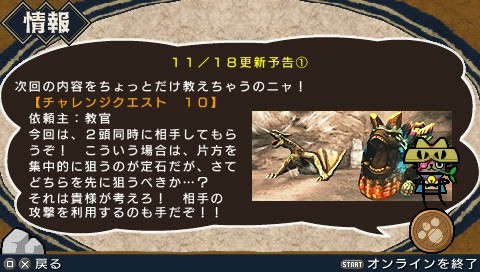 情報
11／18更新予告①
次回の内容をちょっとだけ教えちゃうのニャ！
【チャレンジクエスト　10】
依頼主：教官
今回は、２頭同時に相手してもら
うぞ！　こういう場合は、片方を
集中的に狙うのが定石だが、さて
どちらを先に狙うべきか…？
それは貴様が考えろ！　相手の
攻撃を利用するのも手だぞ！！
戻る
START オンラインを終了